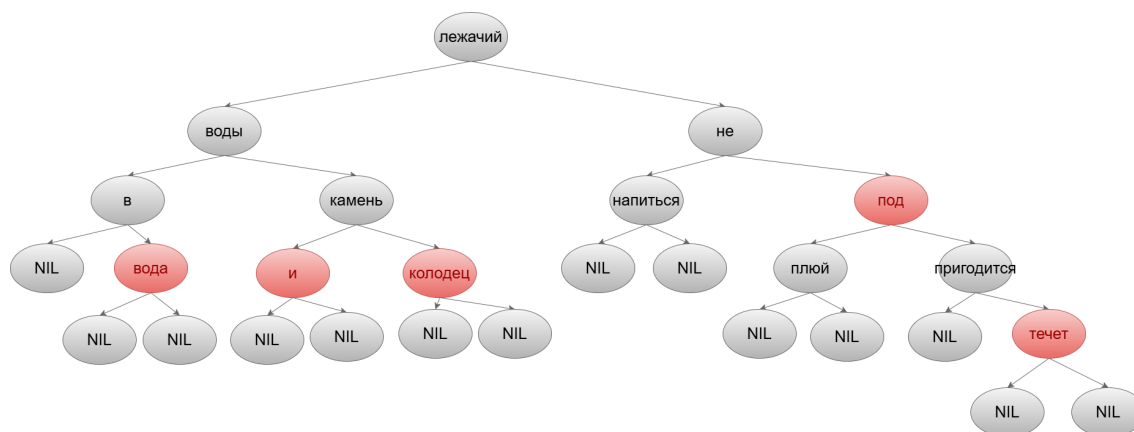 лежачий
воды
не
в
камень
напиться
под
NIL
вода
и
колодец
NIL
NIL
плюй
пригодится
NIL
NIL
NIL
NIL
NIL
NIL
NIL
NIL
NIL
течет
NIL
NIL